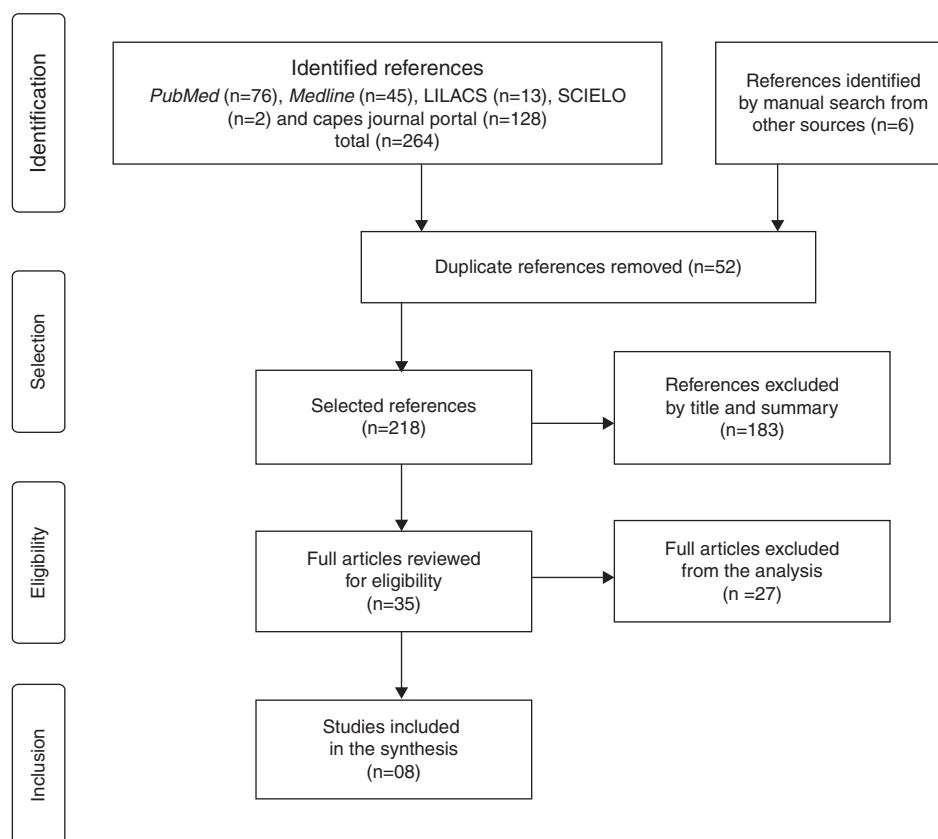 Identification
Identified references
PubMed (n=76), Medline (n=45), LILACS (n=13), SCIELO
(n=2) and capes journal portal (n=128)
total (n=264)
References identified
by manual search from
other sources (n=6)
Duplicate references removed (n=52)
Selection
Selected references
(n=218)
References excluded
by title and summary
(n=183)
Eligibility
Full articles reviewed
for eligibility
(n=35)
Full articles excluded
from the analysis
(n =27)
Inclusion
Studies included
in the synthesis
(n=08)